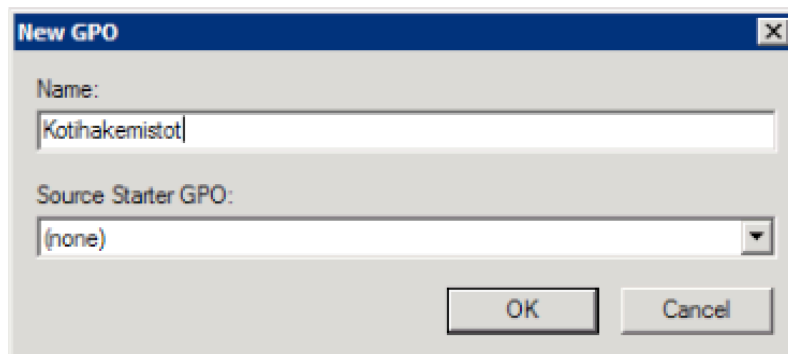 New GPO
Name:
Kotihakemistot
Source Starter GPO:
(none)
OK Cancel